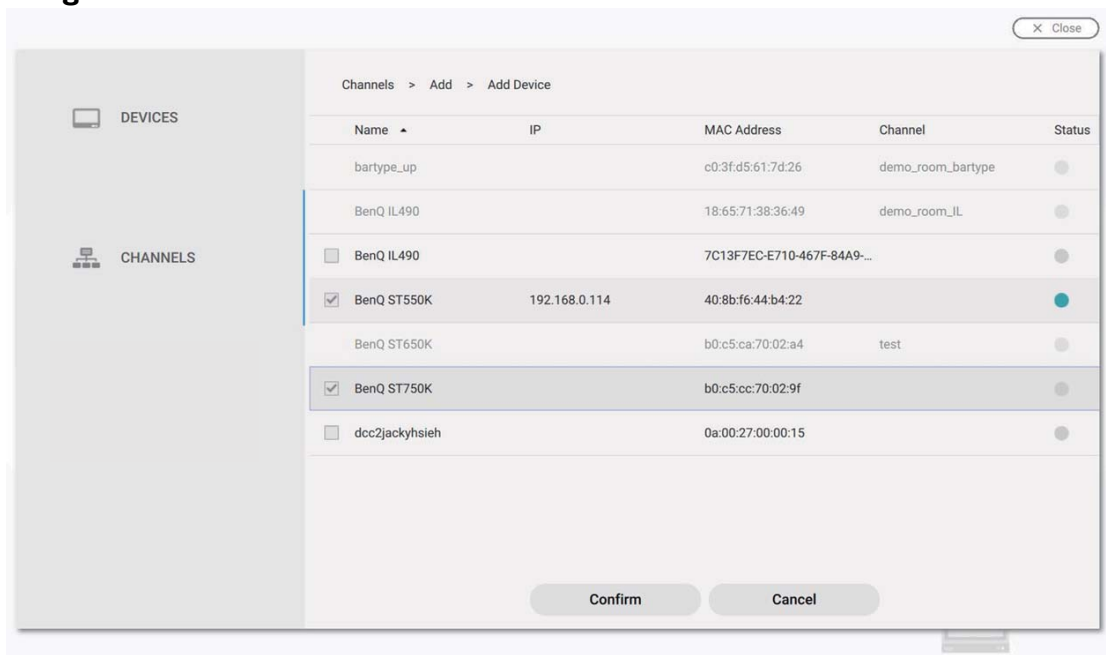 × Close
Channels > Add > Add Device
DEVICES
Name IP MAC Address Channel Status
bartype_up c0:3f:d5:61:7d:26 demo_room_bartype
BenQ IL490 18:65:71:38:36:49 demo_room_IL
CHANNELS
BenQ IL490 7C13F7EC-E710-467F-84A9-...
BenQ ST550K 192.168.0.114 40:8b:f6:44:b4:22
BenQ ST650K b0:c5:ca:70:02:a4 test
BenQ ST750K b0:c5:cc:70:02:9f
dcc2jackyhsieh 0a:00:27:00:00:15
Confirm Cancel